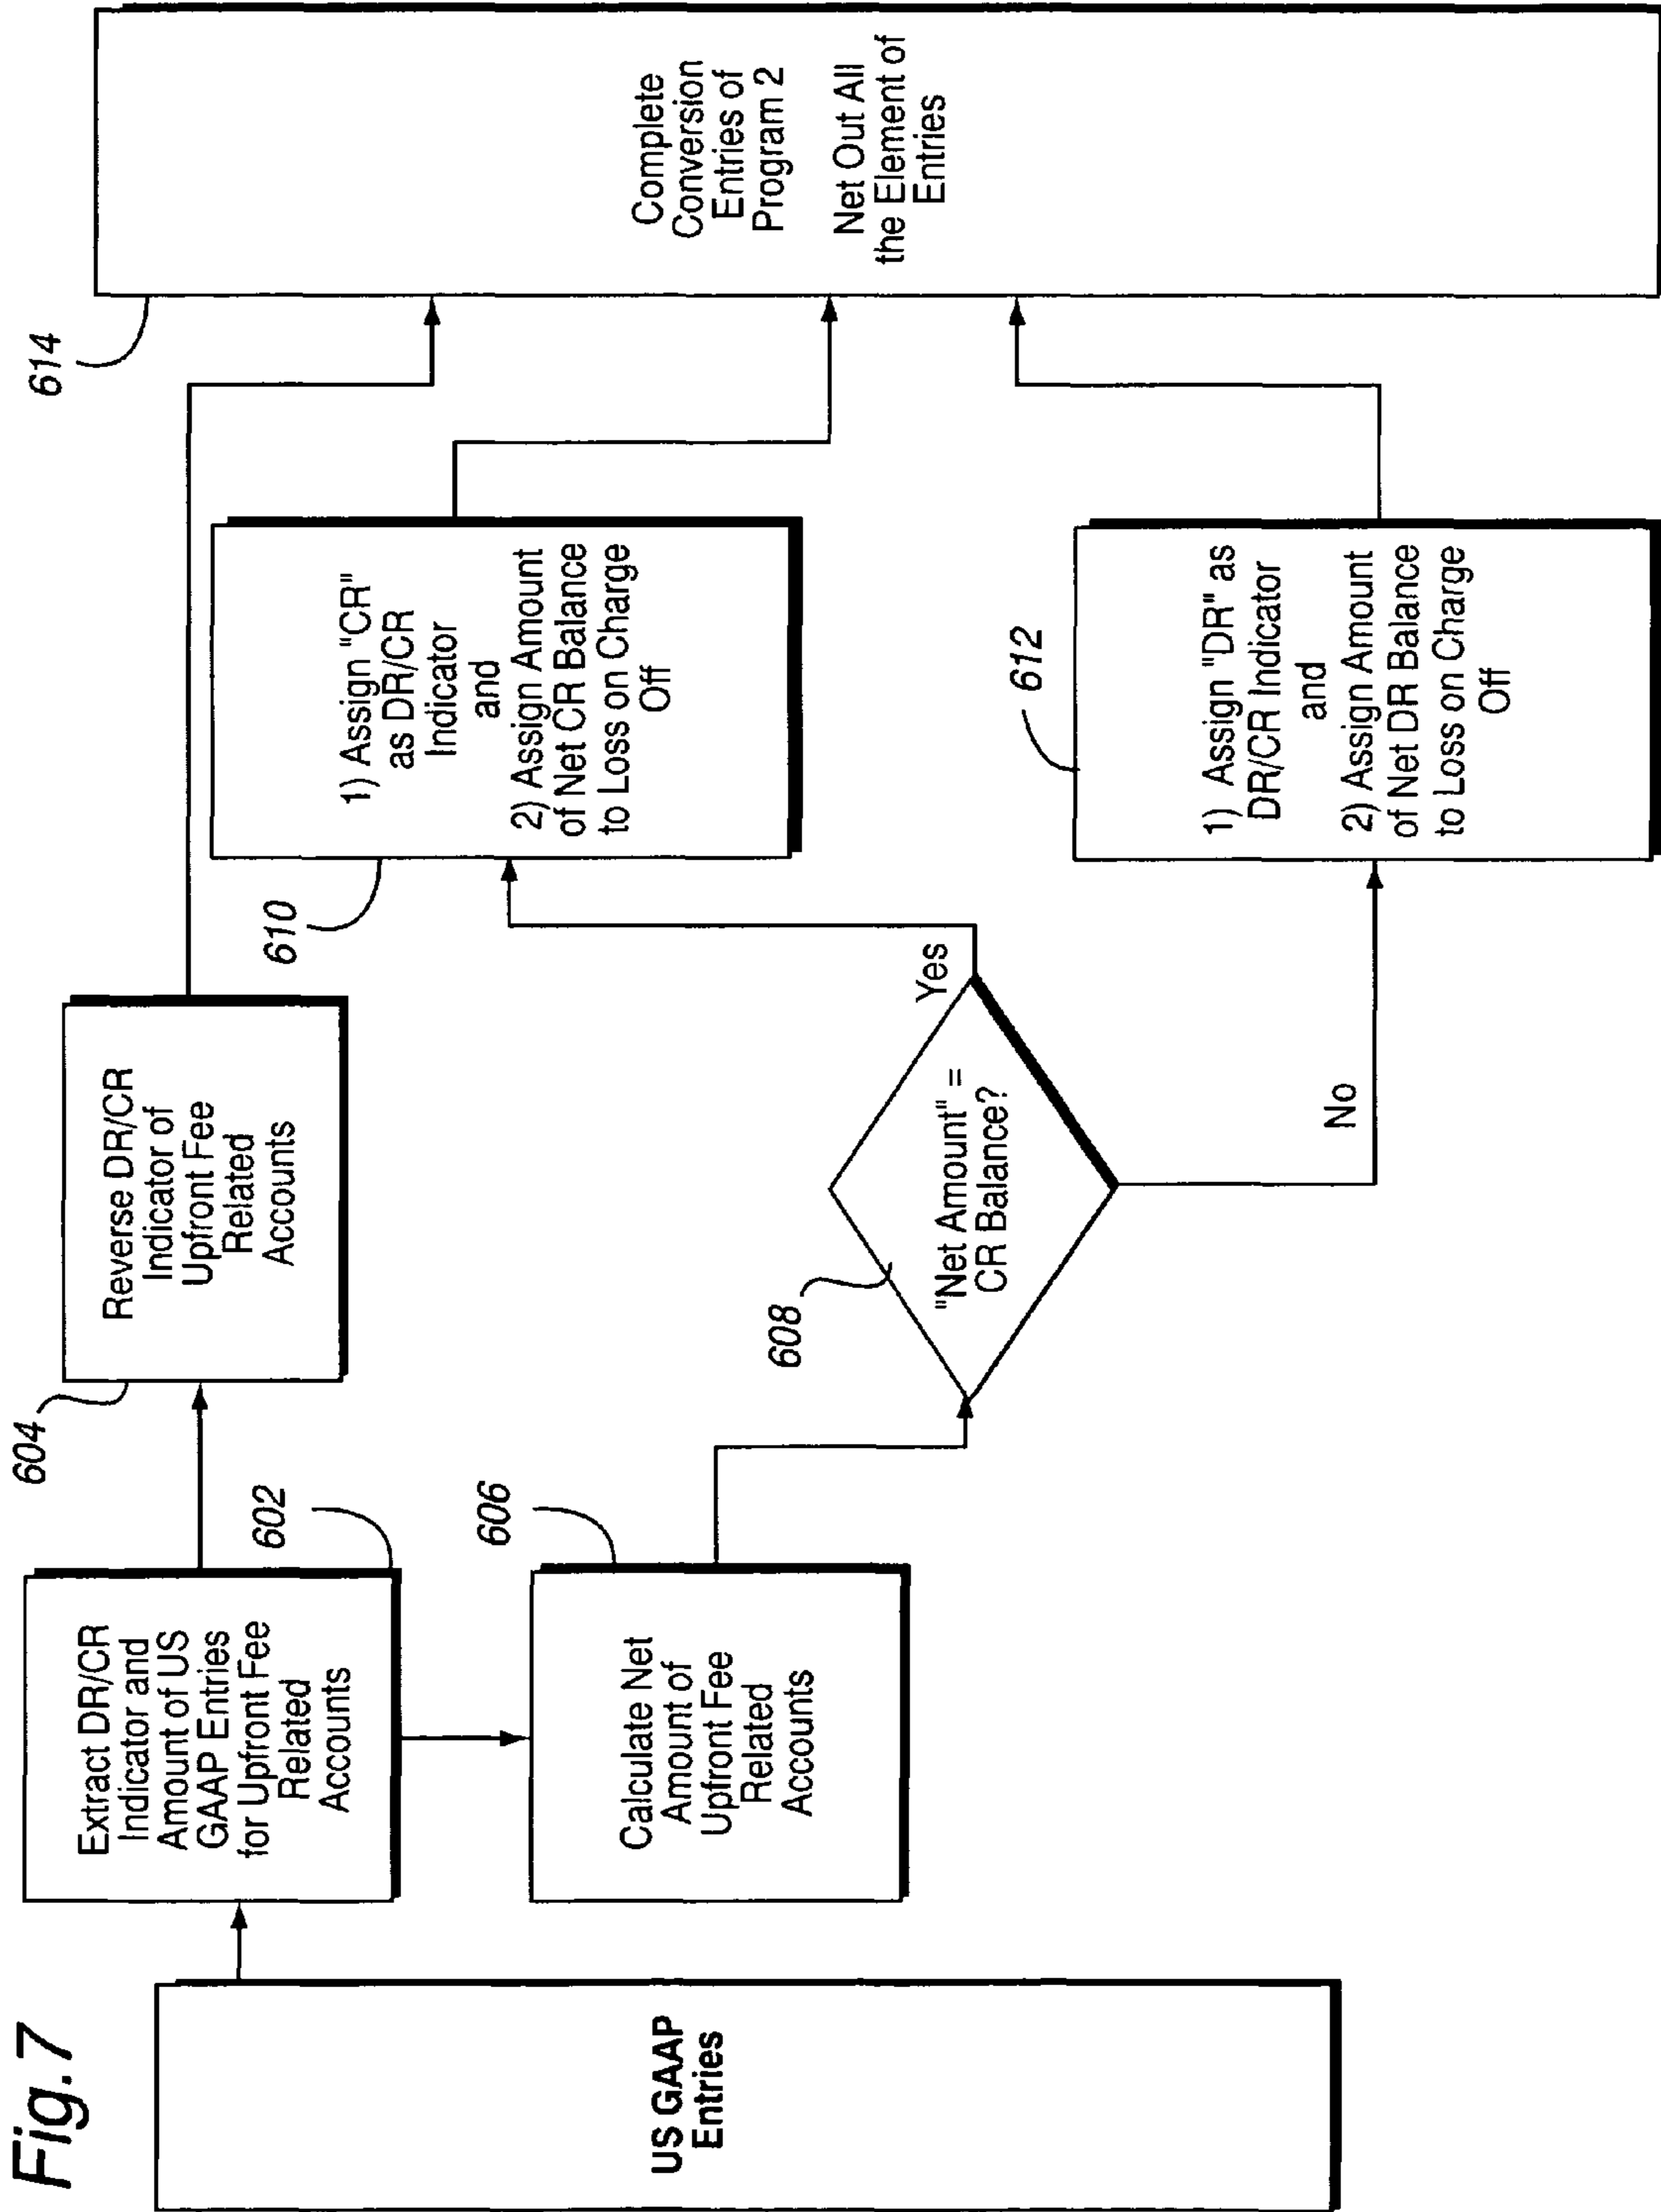 Fig.7
US GAAP
Entries
602
Extract DR/CR
Indicator and
Amount of US
GAAP Entries
for Upfront Fee
Related
Accounts
604
Reverse DR/CR
Indicator of
Upfront Fee
Related
Accounts
606
Calculate Net
Amount of
Upfront Fee
Related
Accounts
608
"Net Amount" =
CR Balance?
Yes
No
610
1) Assign "CR"
as DR/CR
Indicator
and
2) Assign Amount
of Net CR Balance
to Loss on Charge
Off
612
1) Assign "DR" as
DR/CR Indicator
and
2) Assign Amount
of Net DR Balance
to Loss on Charge
Off
614
Complete
Conversion
Entries of
Program 2
Net Out All
the Element of
Entries